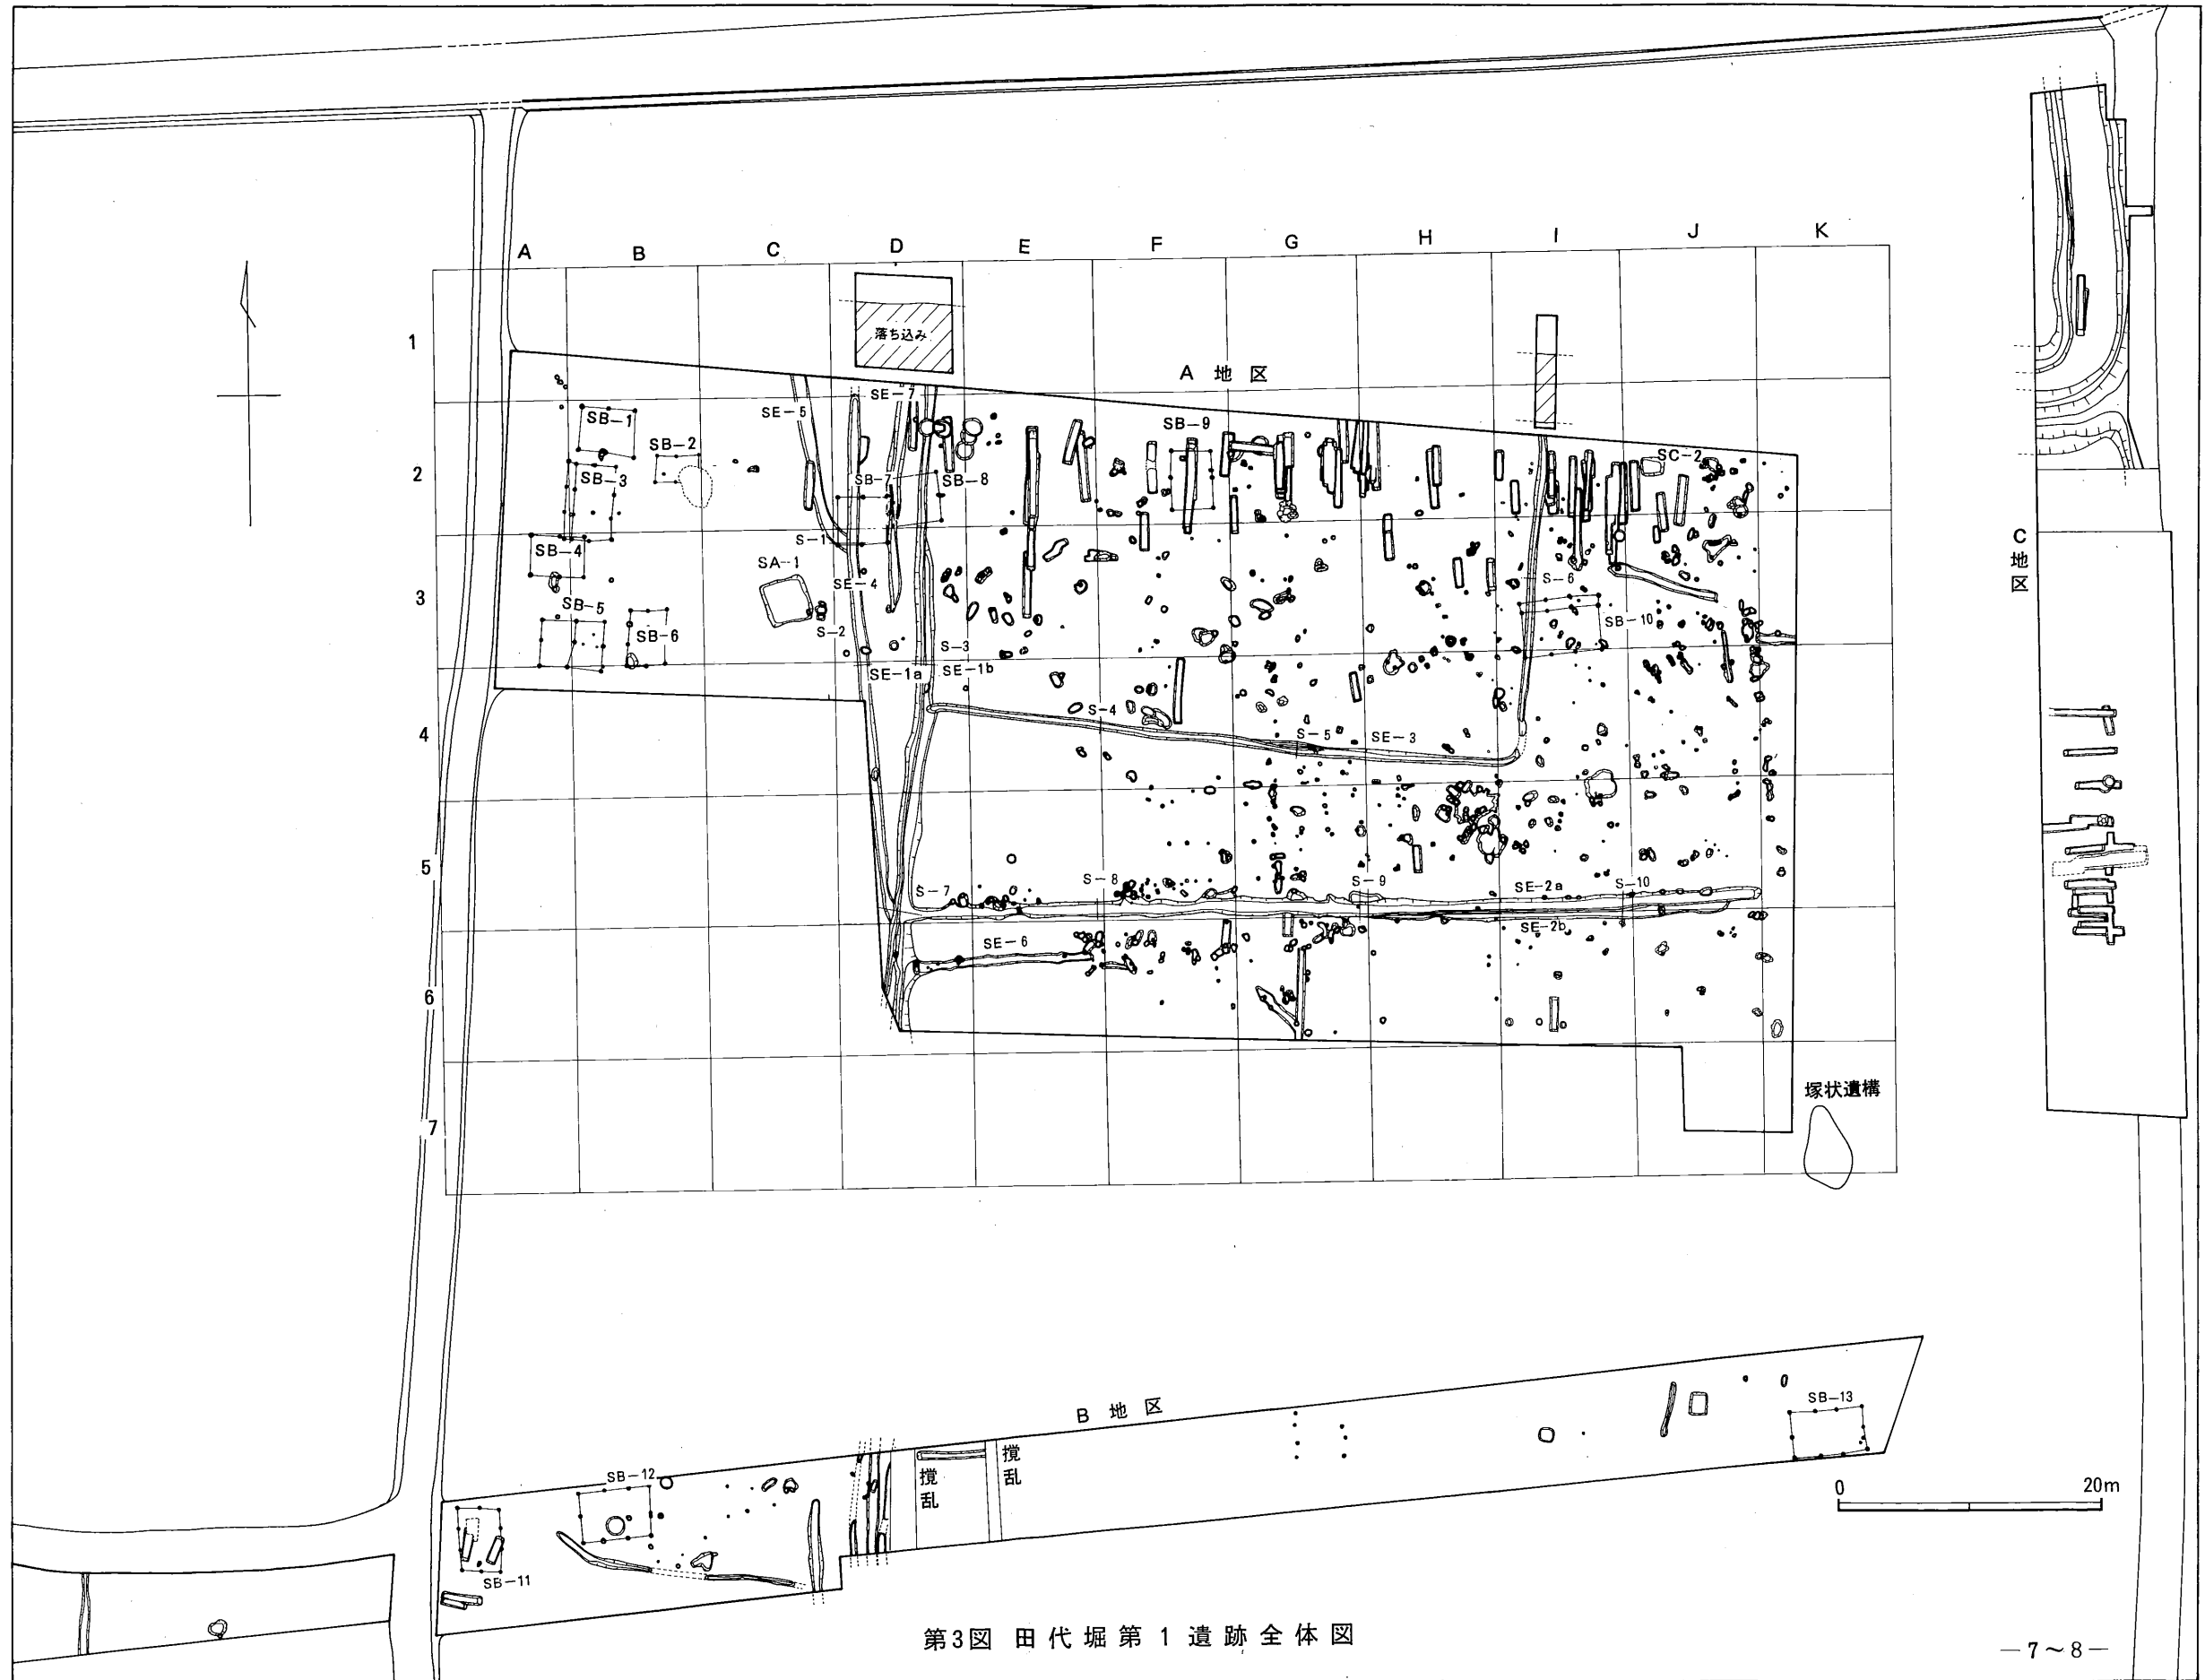 A B C D E F G H I J K
1
2
3
4
5
6
7
落ち込み
A 地 区
SE-7
SE-5
SB-1
SB-2
SB-3
SB-9
SC-2
SB-7
SB-8
S-1
SB-4
SA-1
SE-4
S-6
SB-5
SB-6
S-2
SB-10
S-3
SE-1a
SE-1b
S-4
S-5
SE-3
S-7
S-8
S-9
SE-2a
S-10
SE-2b
SE-6
C
地
区
塚状遺構
B 地 区
SB-13
攪
乱
攪
乱
SB-12
SB-11
0 20m
第3図 田代堀第1遺跡全体図
—7～8—